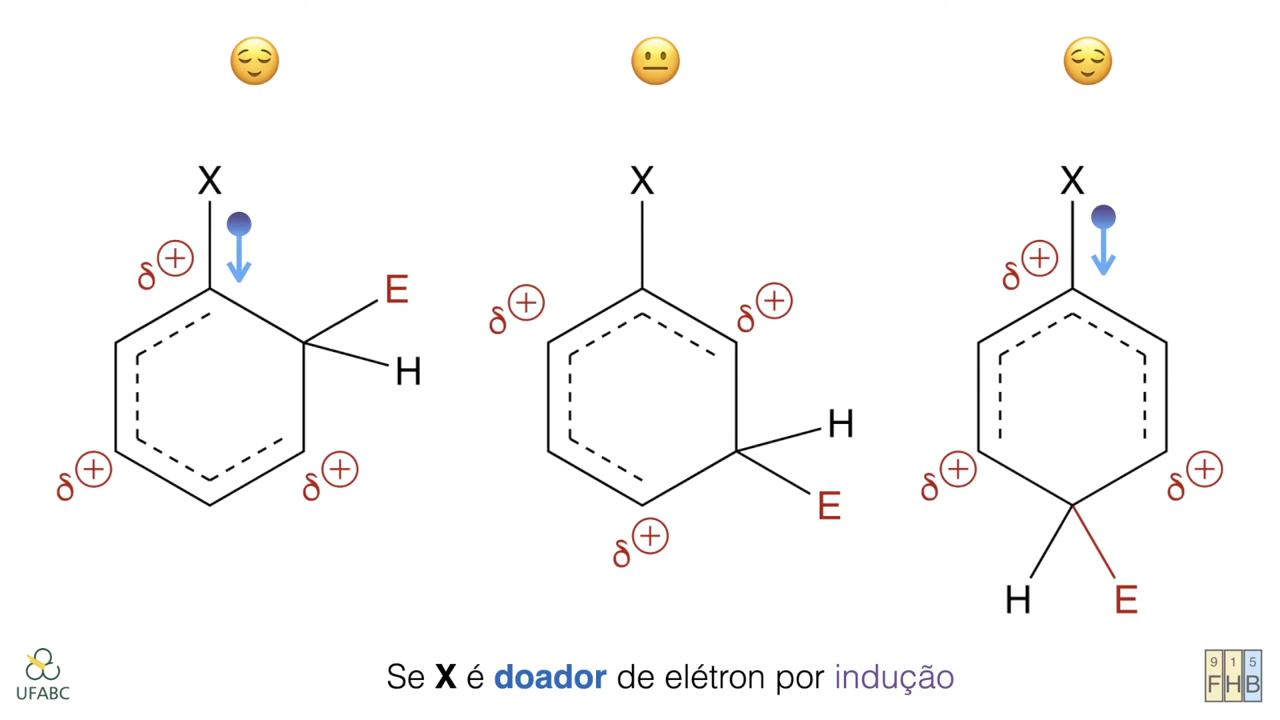 X
δ⊕
E
H
δ⊕
δ⊕
X
δ⊕
δ⊕
H
E
δ⊕
X
δ⊕
δ⊕
δ⊕
H
E
Se X é doador de elétron por indução
UFABC
9 1 5
F H B